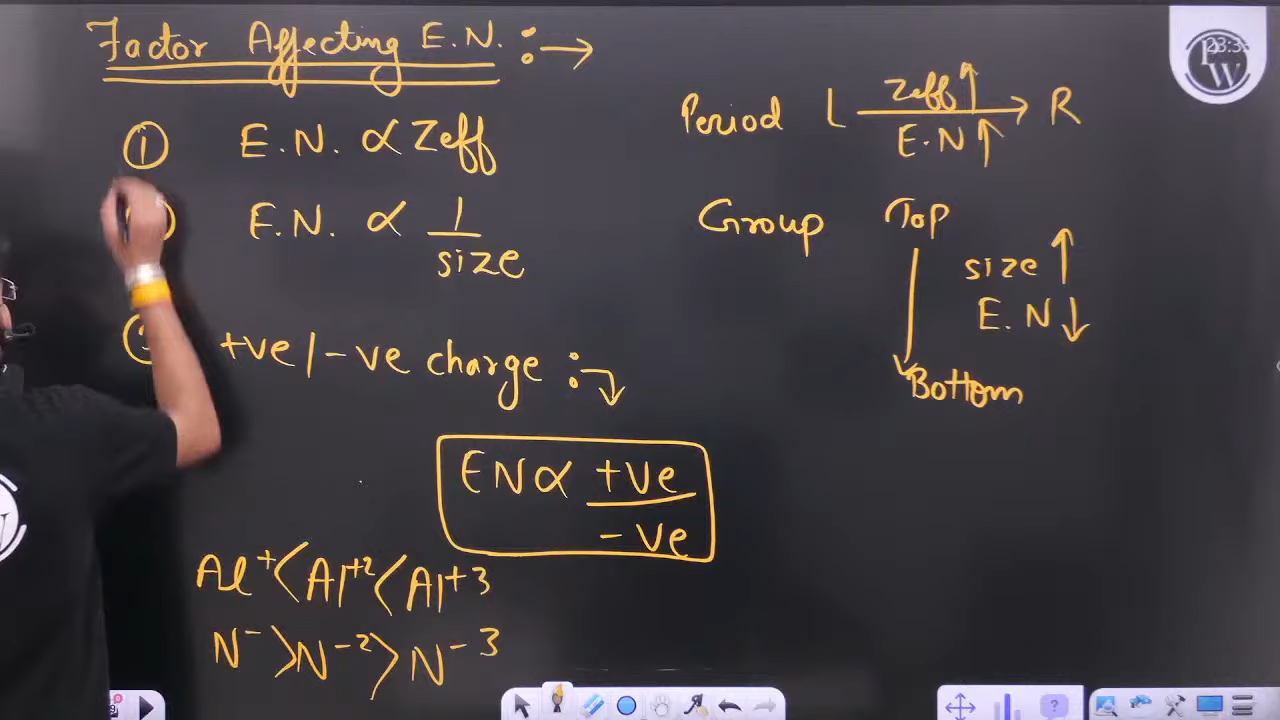 Factor Affecting E.N. :→
① E.N. ∝ Zeff
E.N. ∝ 1/size
+ve/-ve charge :↴
EN ∝ +ve/-ve
Al⁺ < Al⁺² < Al⁺³
N⁻ > N⁻² > N⁻³
Period L → R
Zeff ↑
E.N ↑
Group Top
size ↑
E.N ↓
Bottom
PW